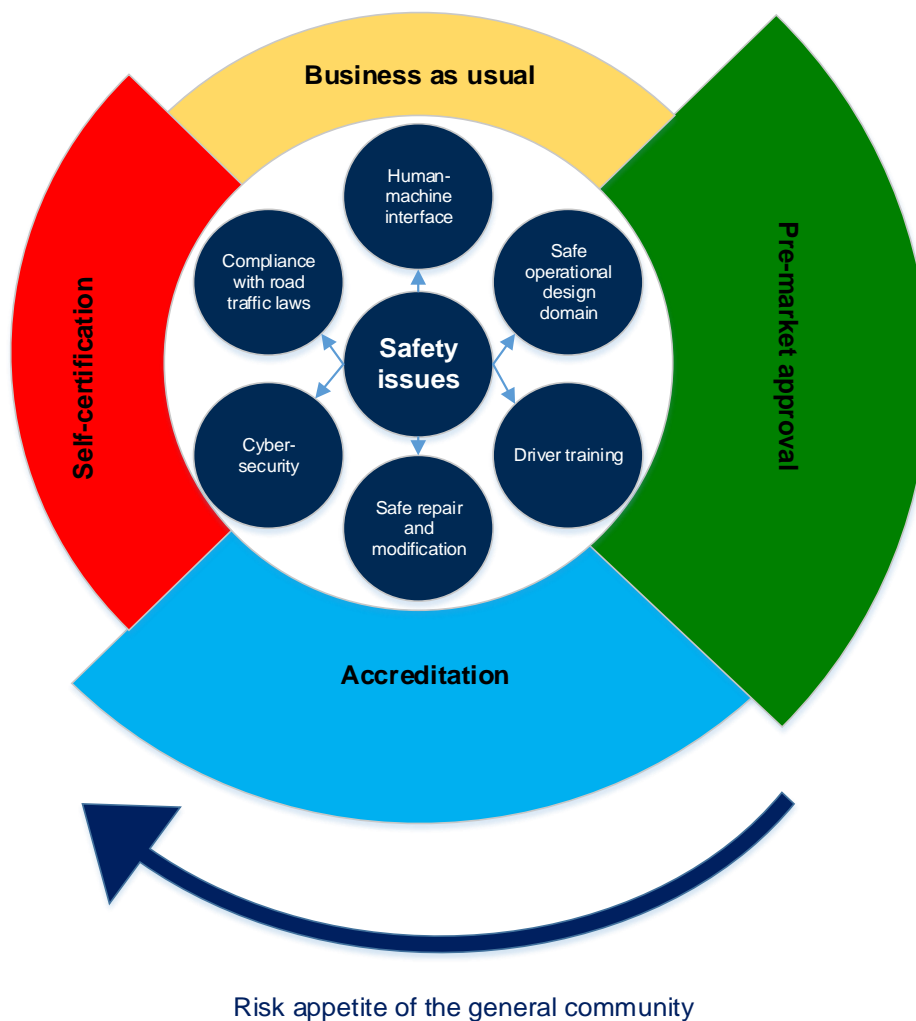 Business as usual
Human-
machine
interface
Compliance
with road
traffic laws
Safe
operational
design
domain
Self-certification
Safety
issues
Pre-market approval
Cyber-
security
Driver training
Safe repair
and
modification
Accreditation
Risk appetite of the general community